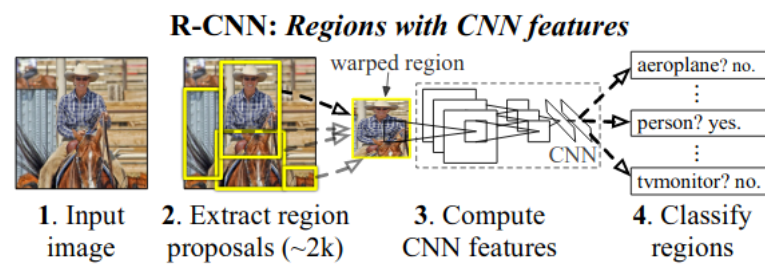 R-CNN: Regions with CNN features
warped region
aeroplane? no.
⋮
person? yes.
⋮
tvmonitor? no.
CNN
1. Input
image
2. Extract region
proposals (~2k)
3. Compute
CNN features
4. Classify
regions